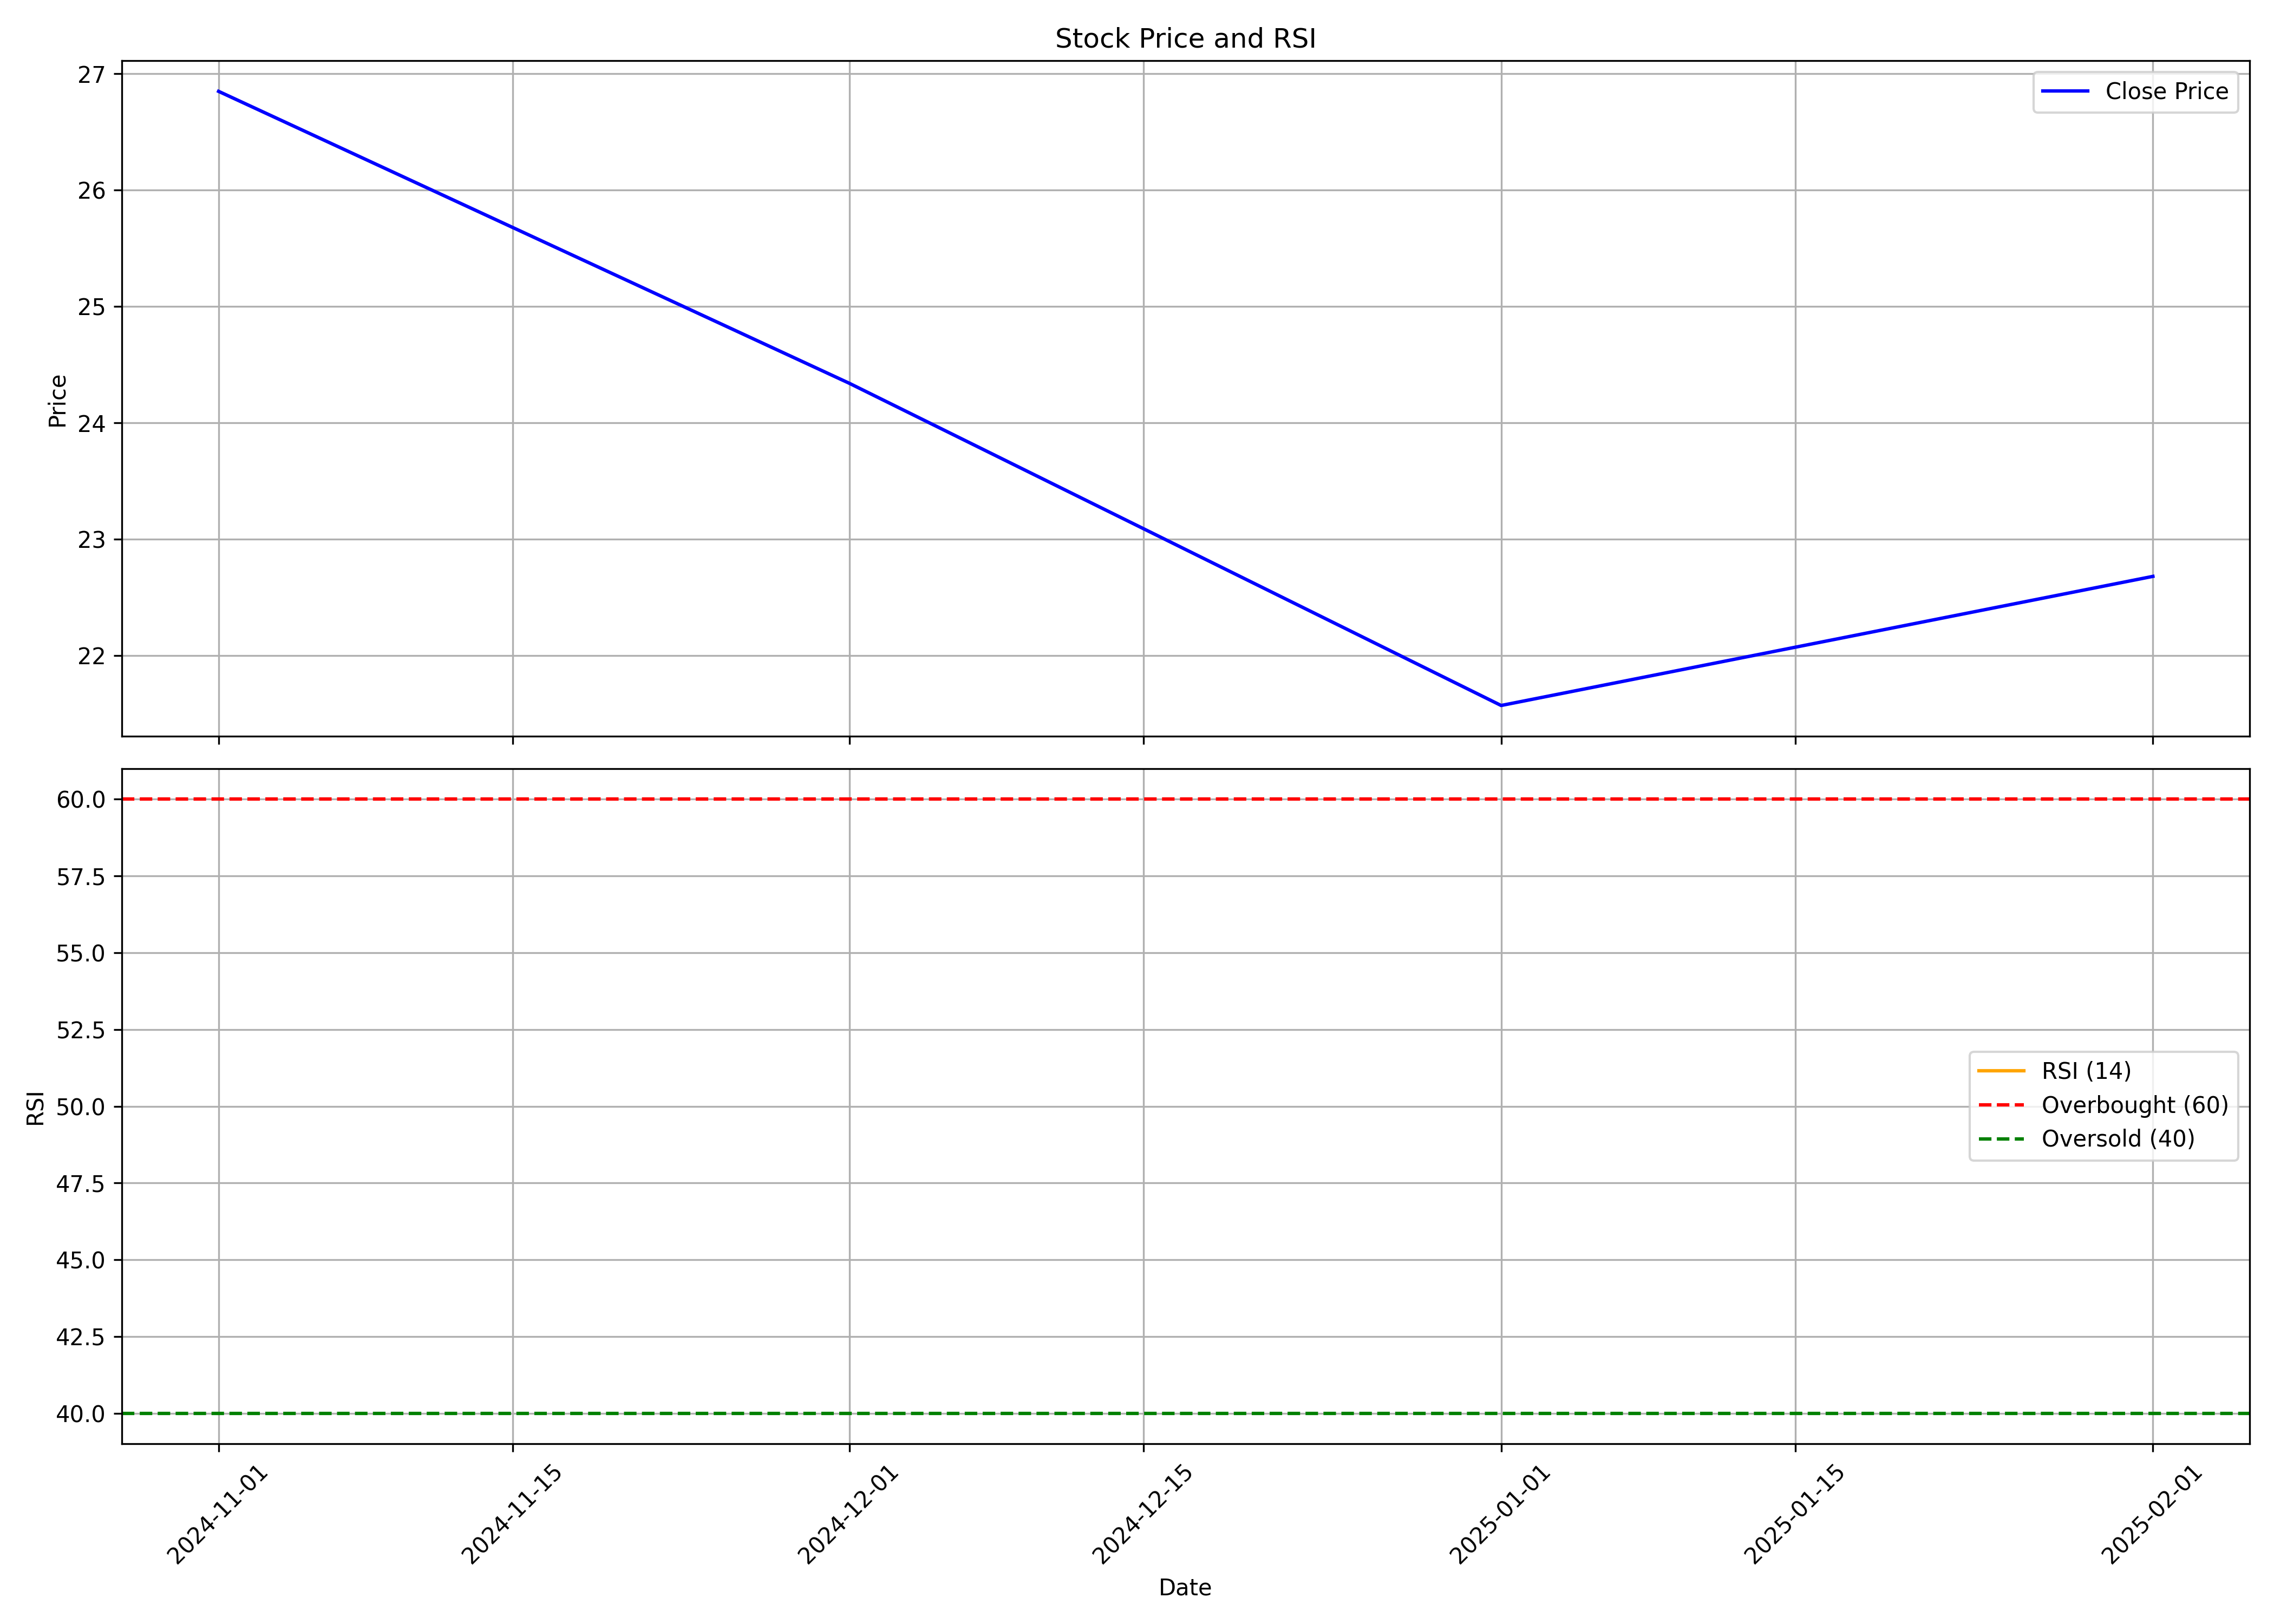 Stock Price and RSI
27
26
25
24
23
22
Price
Close Price
60.0
57.5
55.0
52.5
50.0
47.5
45.0
42.5
40.0
RSI
RSI (14)
Overbought (60)
Oversold (40)
2024-11-01
2024-11-15
2024-12-01
2024-12-15
2025-01-01
2025-01-15
2025-02-01
Date